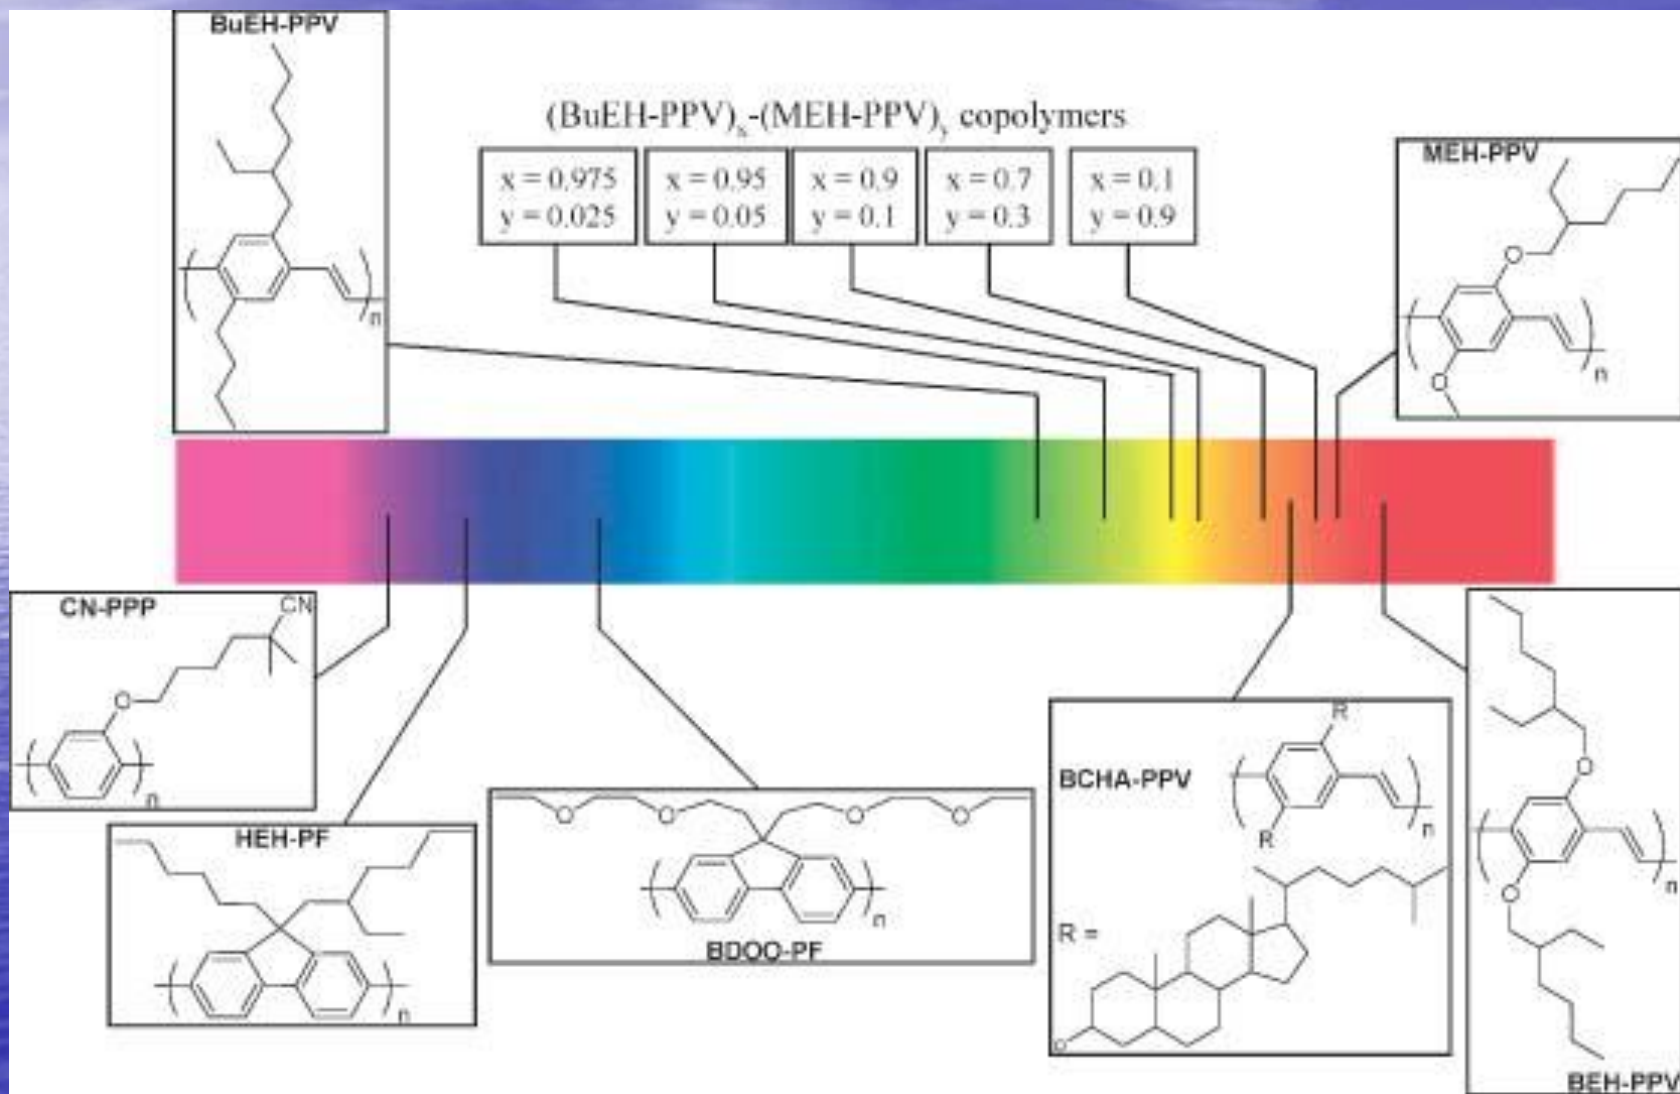 BuEH-PPV
n
(BuEH-PPV)x-(MEH-PPV)y copolymers
x = 0.975
y = 0.025
x = 0.95
y = 0.05
x = 0.9
y = 0.1
x = 0.7
y = 0.3
x = 0.1
y = 0.9
MEH-PPV
O
O
n
CN-PPP
CN
O
n
HEH-PF
n
O
O
O
O
n
BDOO-PF
BCHA-PPV
R
R
n
R =
O
O
O
n
BEH-PPV